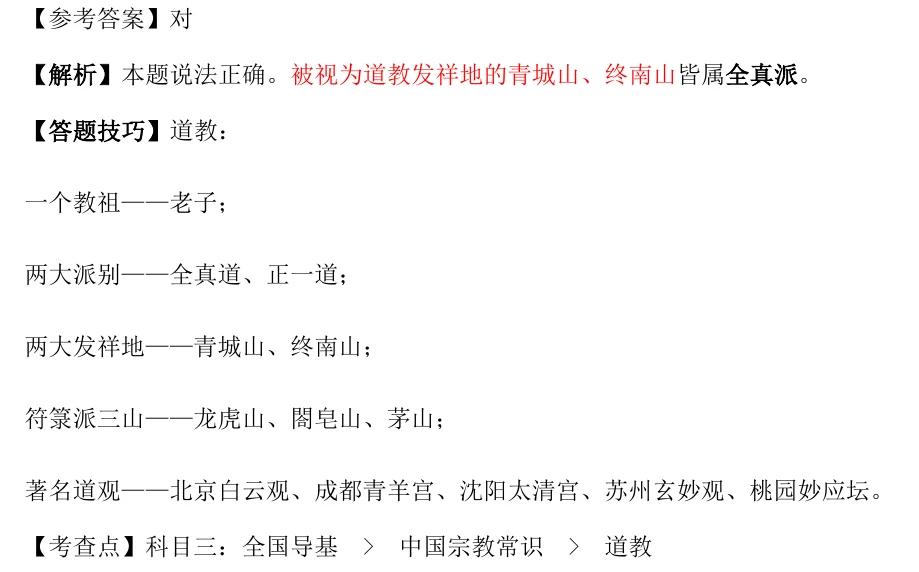 【参考答案】对
【解析】本题说法正确。被视为道教发祥地的青城山、终南山皆属全真派。
【答题技巧】道教：
一个教祖——老子；
两大派别——全真道、正一道；
两大发祥地——青城山、终南山；
符箓派三山——龙虎山、閤皂山、茅山；
著名道观——北京白云观、成都青羊宫、沈阳太清宫、苏州玄妙观、桃园妙应坛。
【考查点】科目三：全国导基 > 中国宗教常识 > 道教